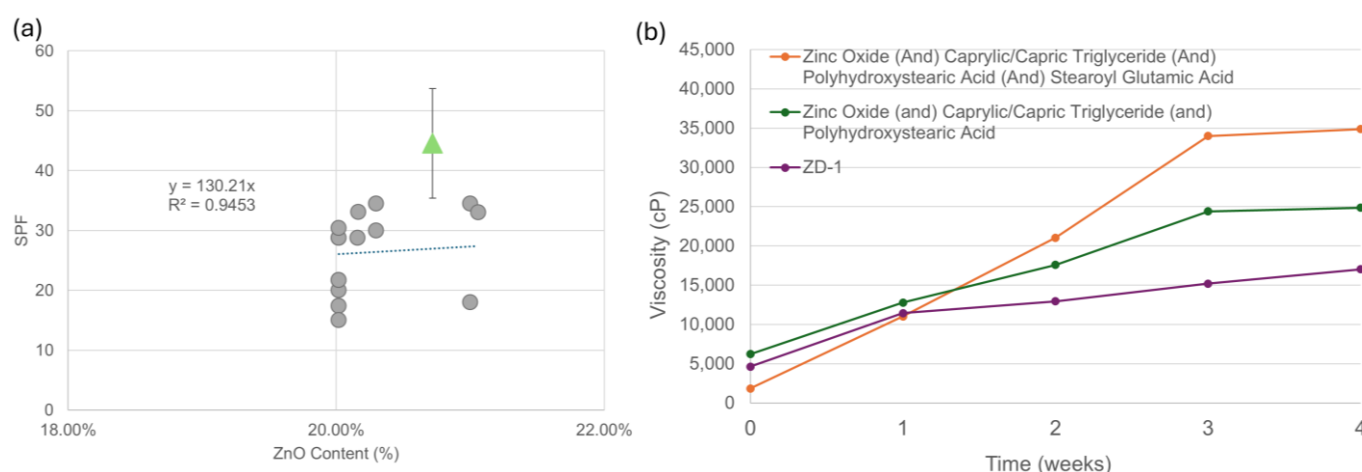 (a)
60
50
40
30
20
10
0
SPF
y = 130.21x
R² = 0.9453
18.00%
20.00%
22.00%
ZnO Content (%)
(b)
45,000
40,000
35,000
30,000
25,000
20,000
15,000
10,000
5,000
0
Viscosity (cP)
Zinc Oxide (And) Caprylic/Capric Triglyceride (And)
Polyhydroxystearic Acid (And) Stearoyl Glutamic Acid
Zinc Oxide (and) Caprylic/Capric Triglyceride (and)
Polyhydroxystearic Acid
ZD-1
0
1
2
3
4
Time (weeks)